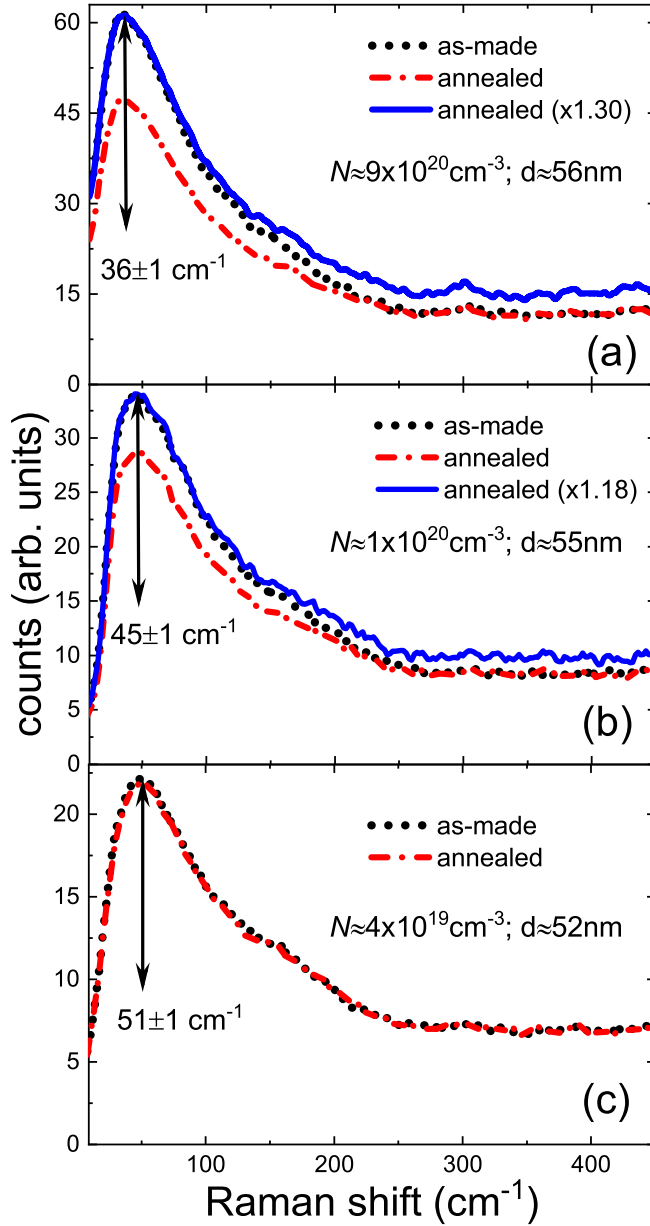 60
as-made
annealed
annealed (x1.30)
45
N≈9x10²⁰cm⁻³; d≈56nm
30
36±1 cm⁻¹
15
(a)
0
as-made
30
annealed
annealed (x1.18)
25
N≈1x10²⁰cm⁻³; d≈55nm
20
15
45±1 cm⁻¹
10
(b)
5
0
counts (arb. units)
20
as-made
annealed
15
N≈4x10¹⁹cm⁻³; d≈52nm
10
51±1 cm⁻¹
5
(c)
0
100 200 300 400
Raman shift (cm⁻¹)